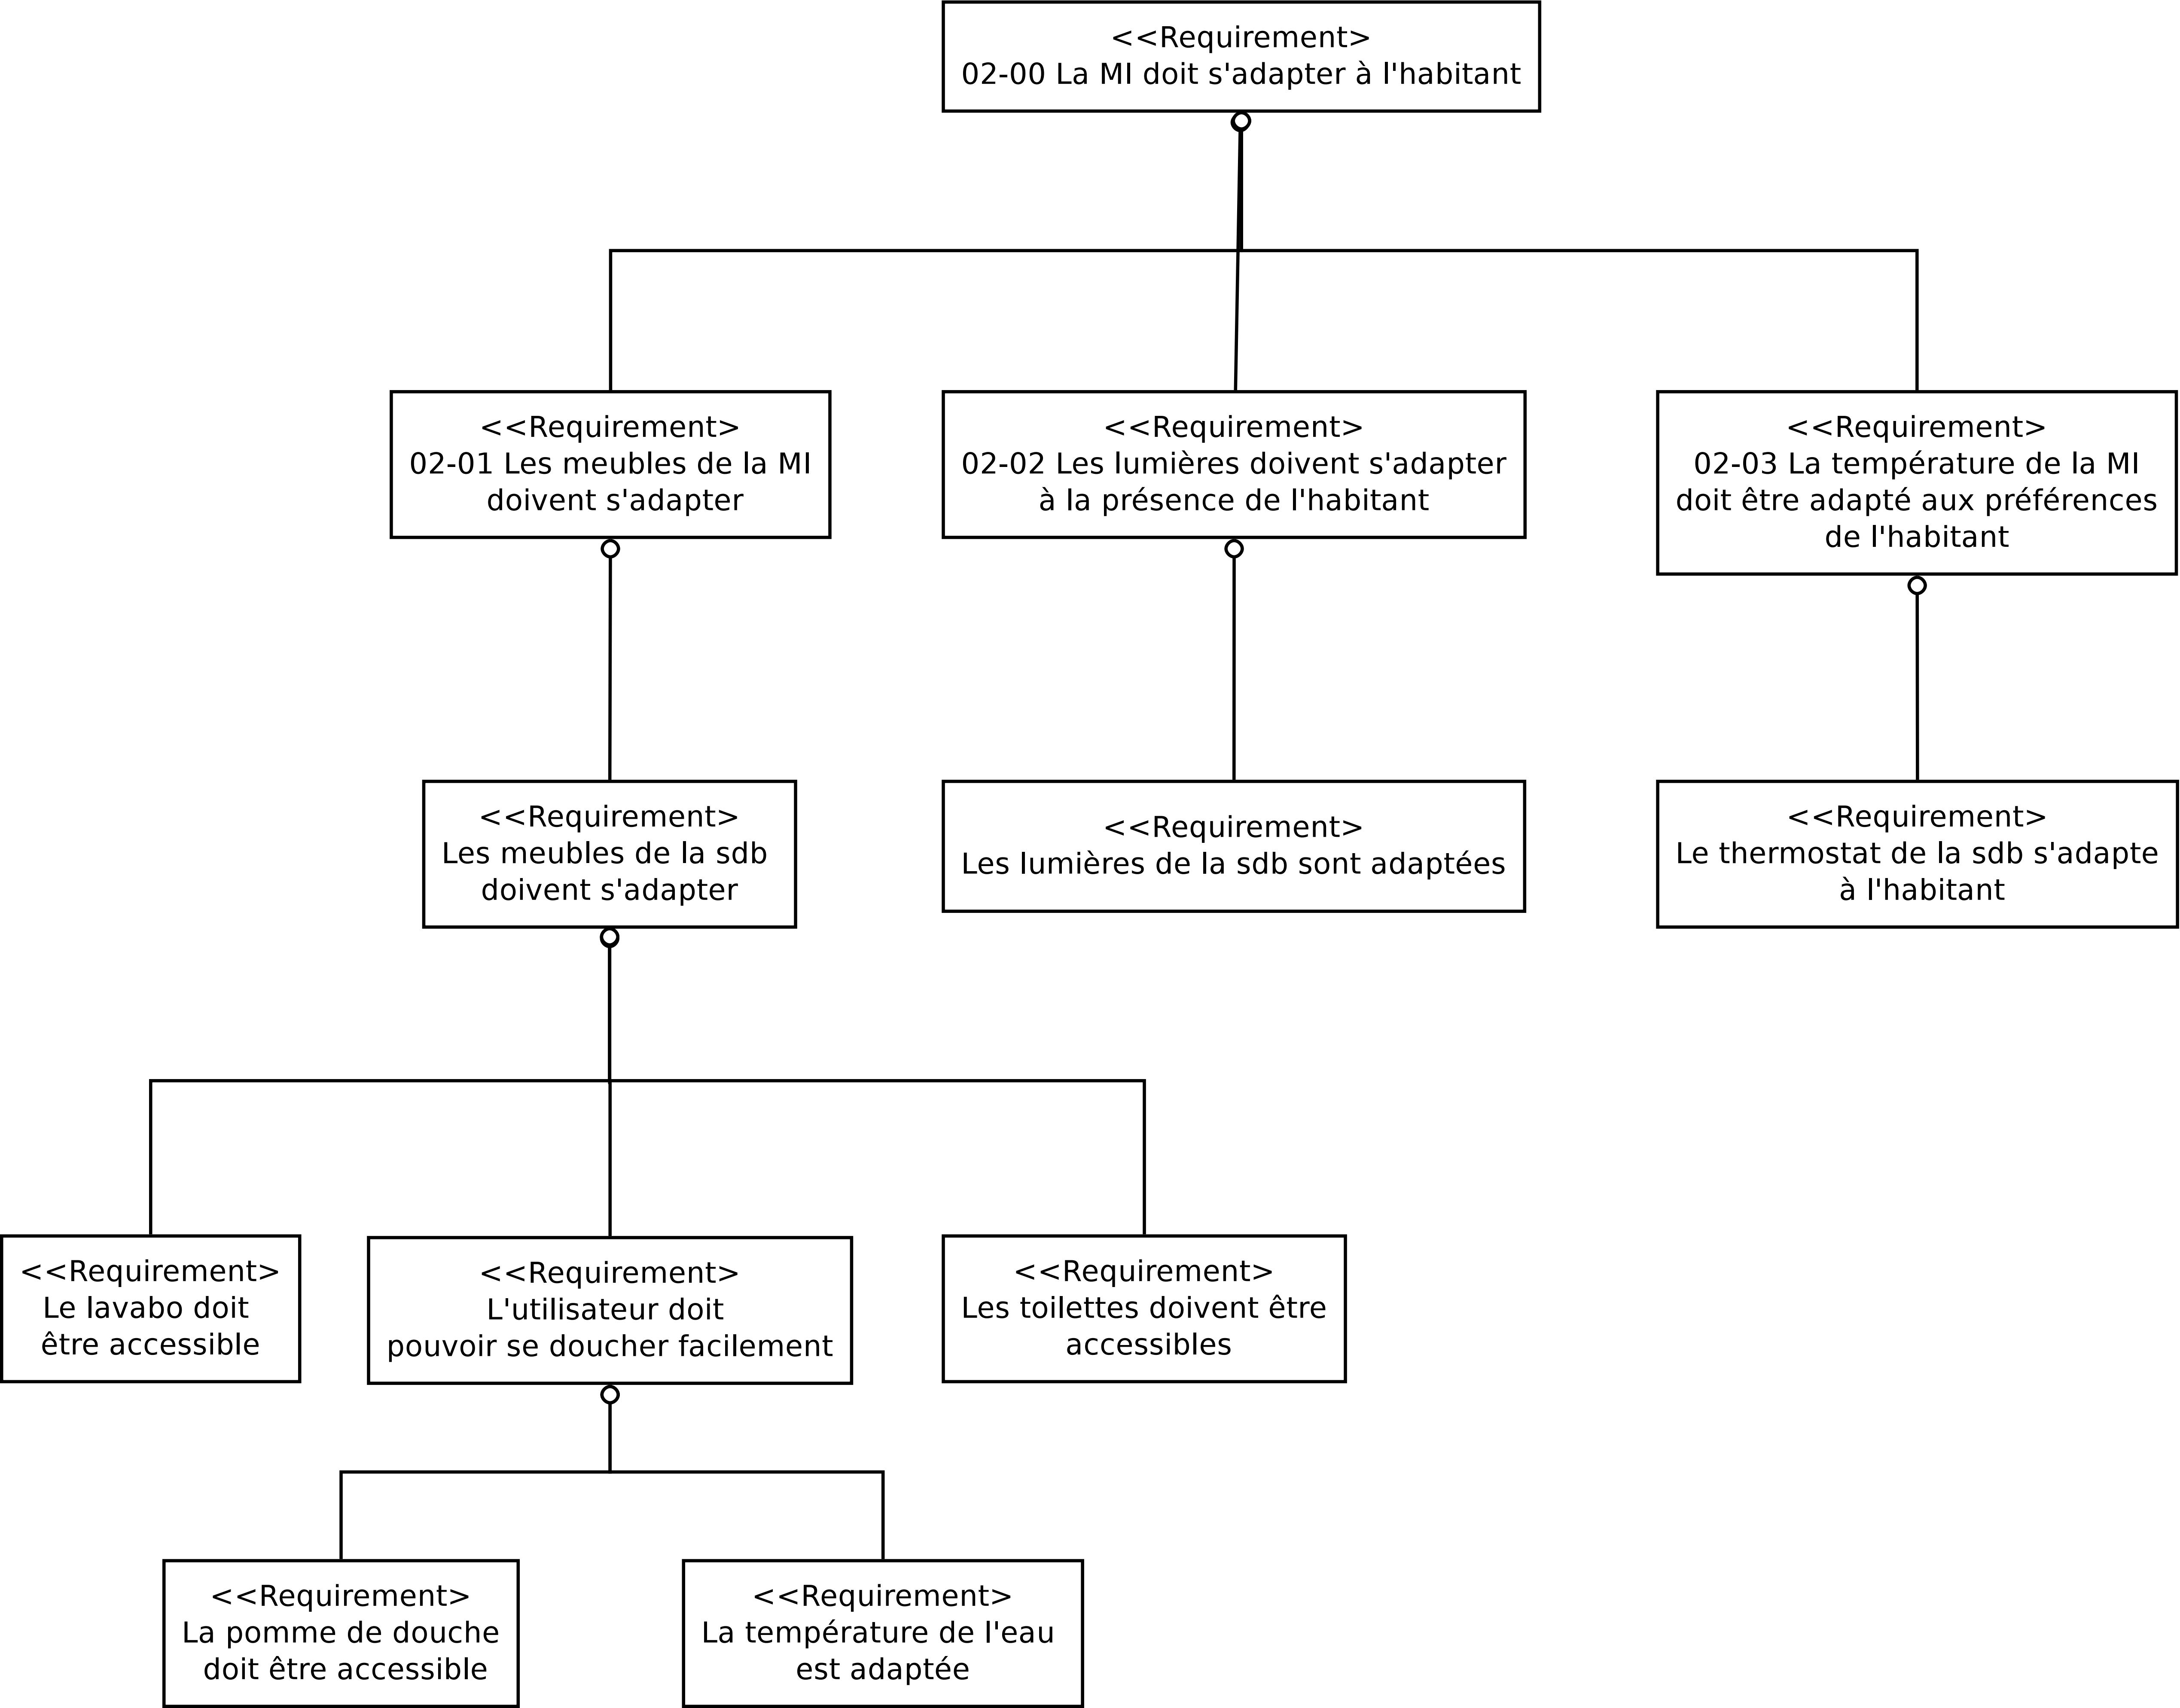 <<Requirement>
02-00 La MI doit s'adapter à l'habitant
<<Requirement>
02-01 Les meubles de la MI
doivent s'adapter
<<Requirement>
02-02 Les lumières doivent s'adapter
à la présence de l'habitant
<<Requirement>
02-03 La température de la MI
doit être adapté aux préférences
de l'habitant
<<Requirement>
Les meubles de la sdb
doivent s'adapter
<<Requirement>
Les lumières de la sdb sont adaptées
<<Requirement>
Le thermostat de la sdb s'adapte
à l'habitant
<<Requirement>
Le lavabo doit
être accessible
<<Requirement>
L'utilisateur doit
pouvoir se doucher facilement
<<Requirement>
Les toilettes doivent être
accessibles
<<Requirement>
La pomme de douche
doit être accessible
<<Requirement>
La température de l'eau
est adaptée